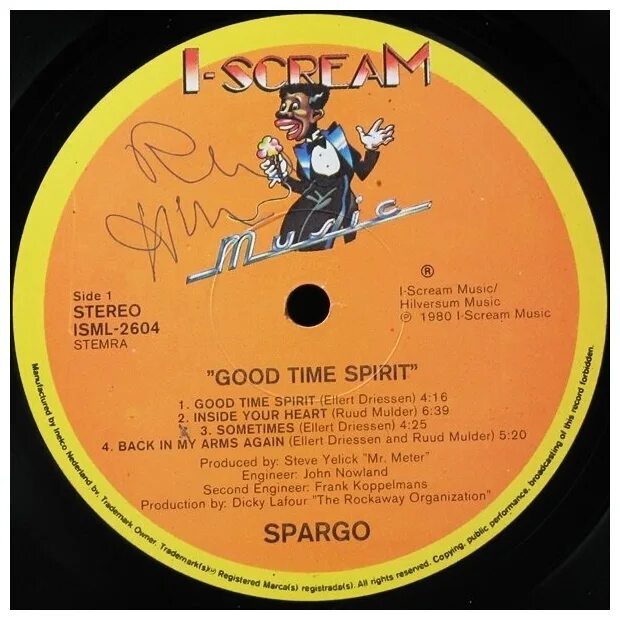 I-SCREAM
Music
Side 1
STEREO
ISML-2604
STEMRA
®
I-Scream Music/
Hilversum Music
℗ 1980 I-Scream Music
"GOOD TIME SPIRIT"
1. GOOD TIME SPIRIT (Ellert Driessen) 4:16
2. INSIDE YOUR HEART (Ruud Mulder) 6:39
3. SOMETIMES (Ellert Driessen) 4:25
4. BACK IN MY ARMS AGAIN (Ellert Driessen and Ruud Mulder) 5:20
Produced by: Steve Yelick "Mr. Meter"
Engineer: John Nowland
Second Engineer: Frank Koppelmans
Production by: Dicky Lafour "The Rockaway Organization"
SPARGO
Manufactured by Inelco Nederland bv. Trademark Owner. Trademark(s)℗ Registered Marca(s) registrada(s). All rights reserved. Copying, public performance, broadcasting of this record forbidden.